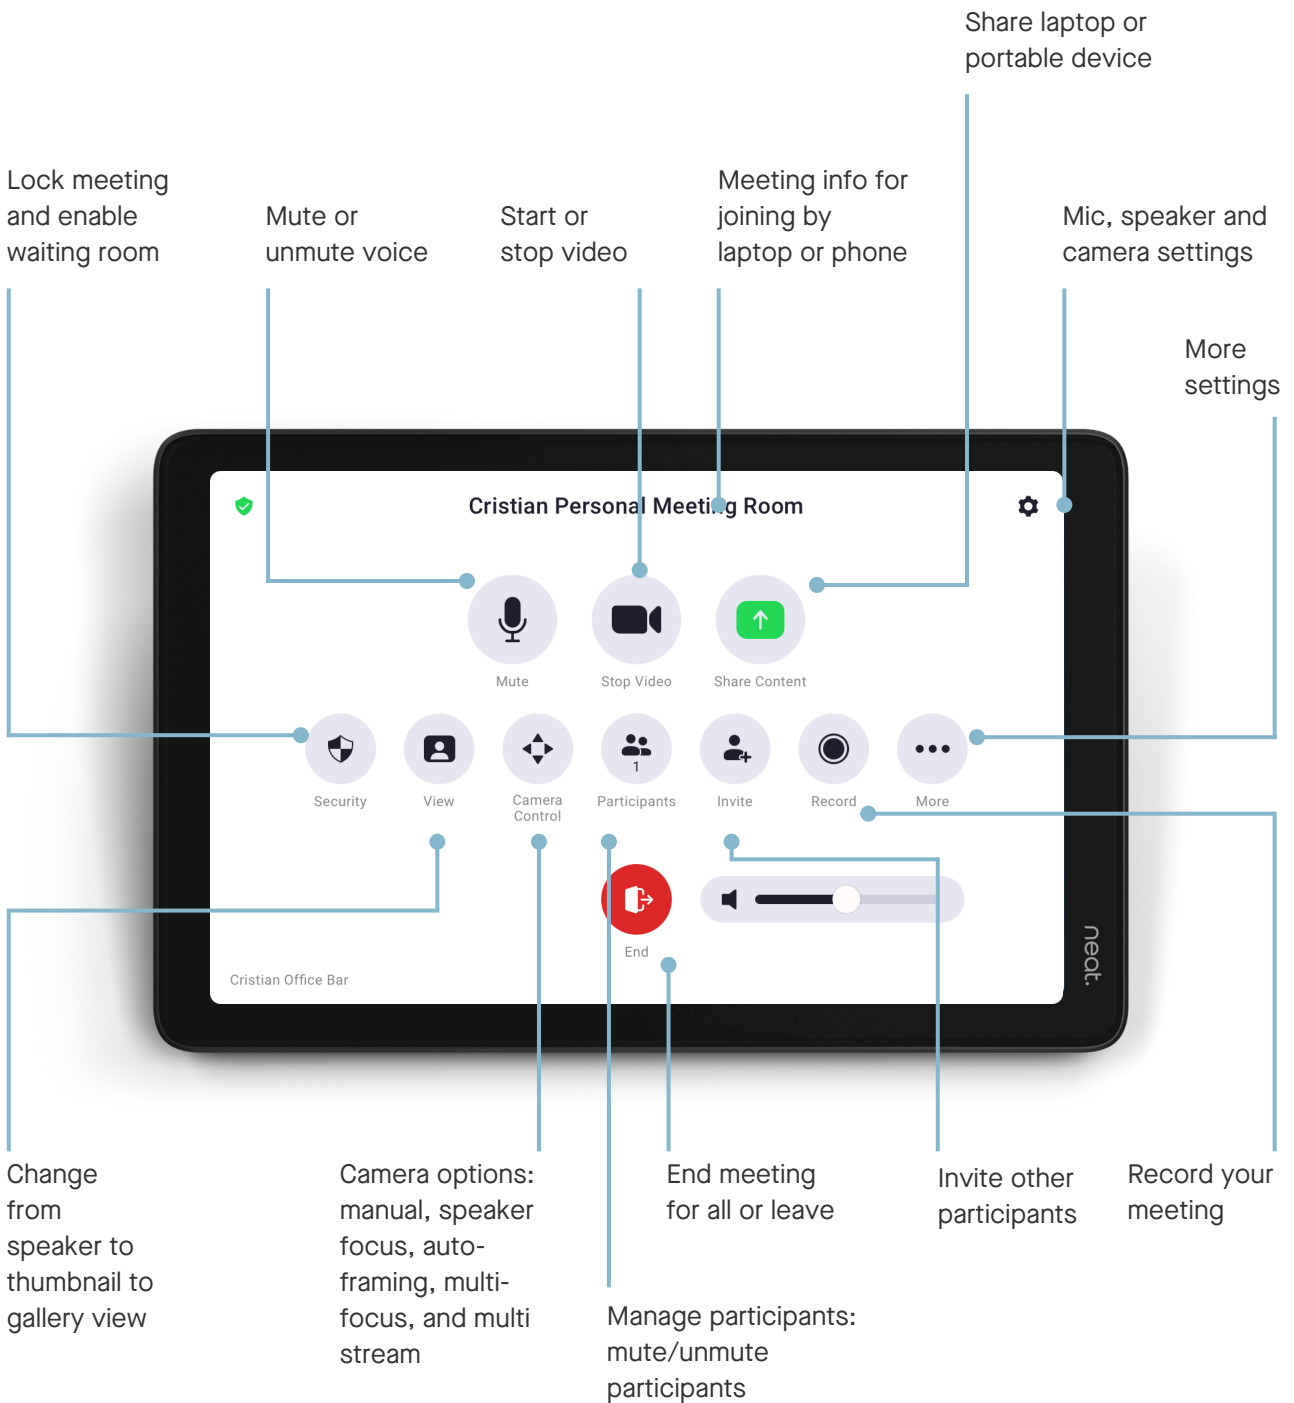 Share laptop or
portable device
Lock meeting
and enable
waiting room
Mute or
unmute voice
Start or
stop video
Meeting info for
joining by
laptop or phone
Mic, speaker and
camera settings
More
settings
Cristian Personal Meeting Room
Mute
Stop Video
Share Content
1
Security
View
Camera
Control
Participants
Invite
Record
More
End
Cristian Office Bar
neat.
Change
from
speaker to
thumbnail to
gallery view
Camera options:
manual, speaker
focus, auto-
framing, multi-
focus, and multi
stream
End meeting
for all or leave
Invite other
participants
Record your
meeting
Manage participants:
mute/unmute
participants